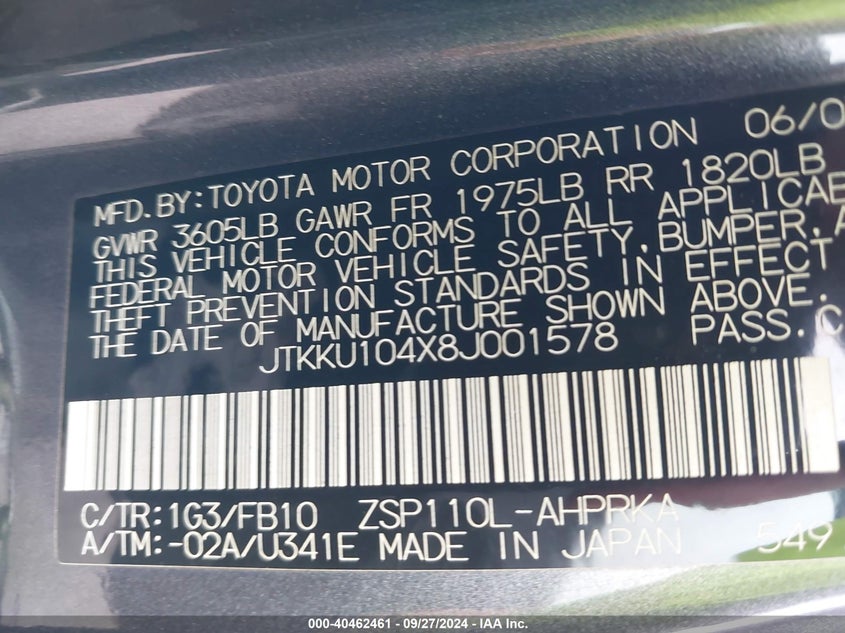 MFD.BY:TOYOTA MOTOR CORPORATION 06/0
GVWR 3605LB GAWR FR 1975LB RR 1820LB
THIS VEHICLE CONFORMS TO ALL APPLICAB
FEDERAL MOTOR VEHICLE SAFETY, BUMPER, A
THEFT PREVENTION STANDARDS IN EFFECT
THE DATE OF MANUFACTURE SHOWN ABOVE.
JTKKU104X8J001578 PASS.C
C/TR:1G3/FB10 ZSP110L-AHPRKA
A/TM:-02A/U341E MADE IN JAPAN 549
000-40462461 - 09/27/2024 - IAA Inc.